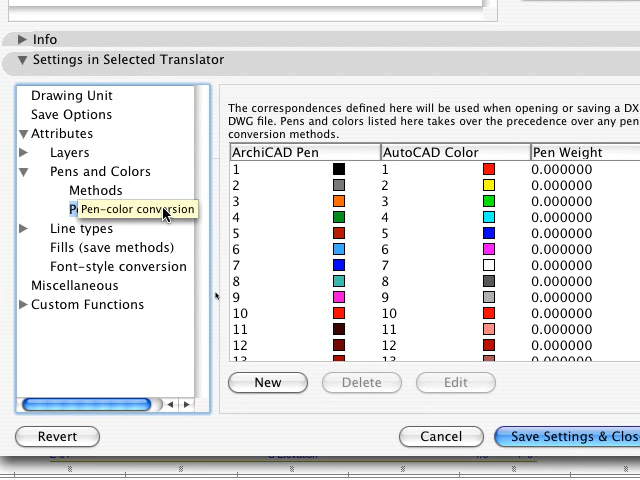 Info
Settings in Selected Translator
Drawing Unit
Save Options
Attributes
Layers
Pens and Colors
Methods
Pen-color conversion
Line types
Fills (save methods)
Font-style conversion
Miscellaneous
Custom Functions
The correspondences defined here will be used when opening or saving a DX
DWG file. Pens and colors listed here takes over the precedence over any pen
conversion methods.
ArchiCAD Pen AutoCAD Color Pen Weight
1 1 0.000000
2 2 0.000000
3 3 0.000000
4 4 0.000000
5 5 0.000000
6 6 0.000000
7 7 0.000000
8 8 0.000000
9 9 0.000000
10 10 0.000000
11 11 0.000000
12 12 0.000000
New Delete Edit
Revert Cancel Save Settings & Clos